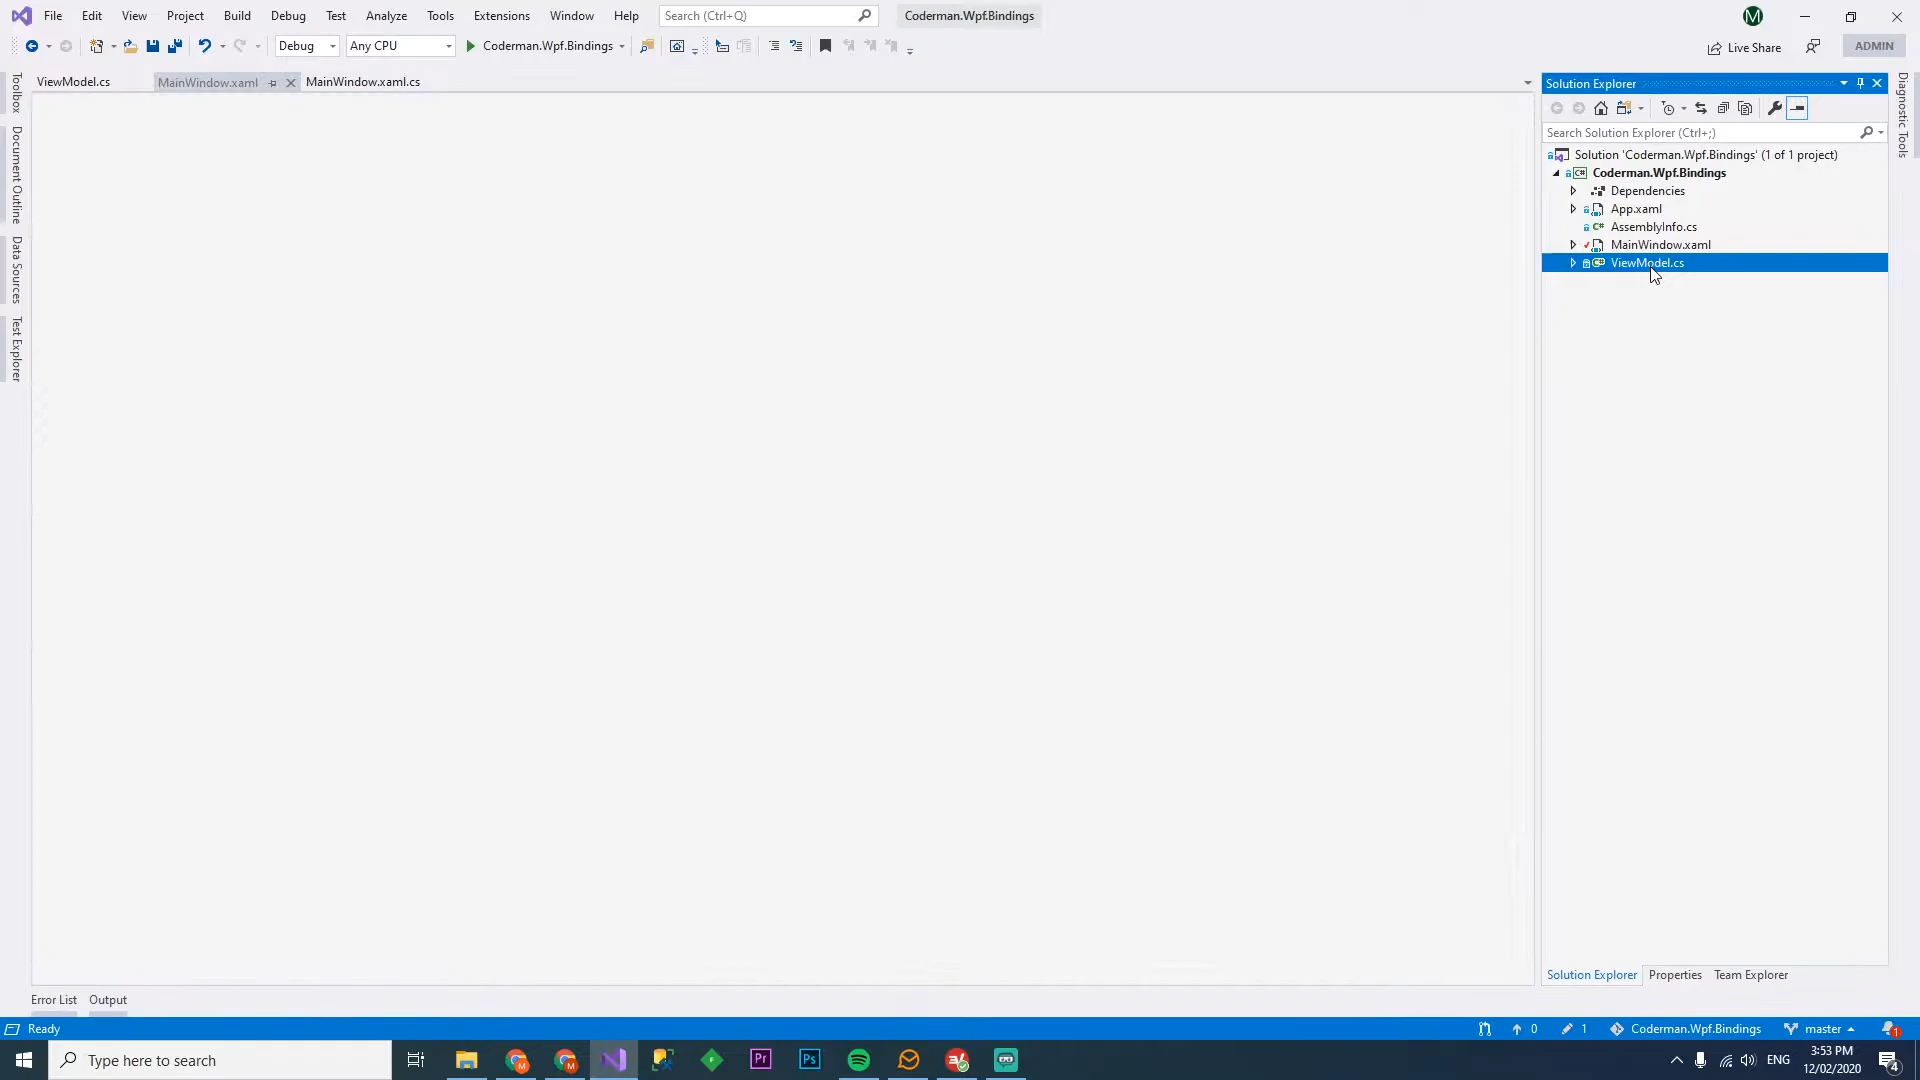 File Edit View Project Build Debug Test Analyze Tools Extensions Window Help Search (Ctrl+Q) Coderman.Wpf.Bindings M
Debug Any CPU Coderman.Wpf.Bindings Live Share ADMIN
ViewModel.cs MainWindow.xaml MainWindow.xaml.cs
Toolbox
Document Outline
Data Sources
Test Explorer
Solution Explorer
Search Solution Explorer (Ctrl+;)
Solution 'Coderman.Wpf.Bindings' (1 of 1 project)
C# Coderman.Wpf.Bindings
Dependencies
App.xaml
C# AssemblyInfo.cs
MainWindow.xaml
ViewModel.cs
Diagnostic Tools
Solution Explorer Properties Team Explorer
Error List Output
Ready 0 1 Coderman.Wpf.Bindings master 1
Type here to search Pr Ps ENG 3:53 PM
12/02/2020 4